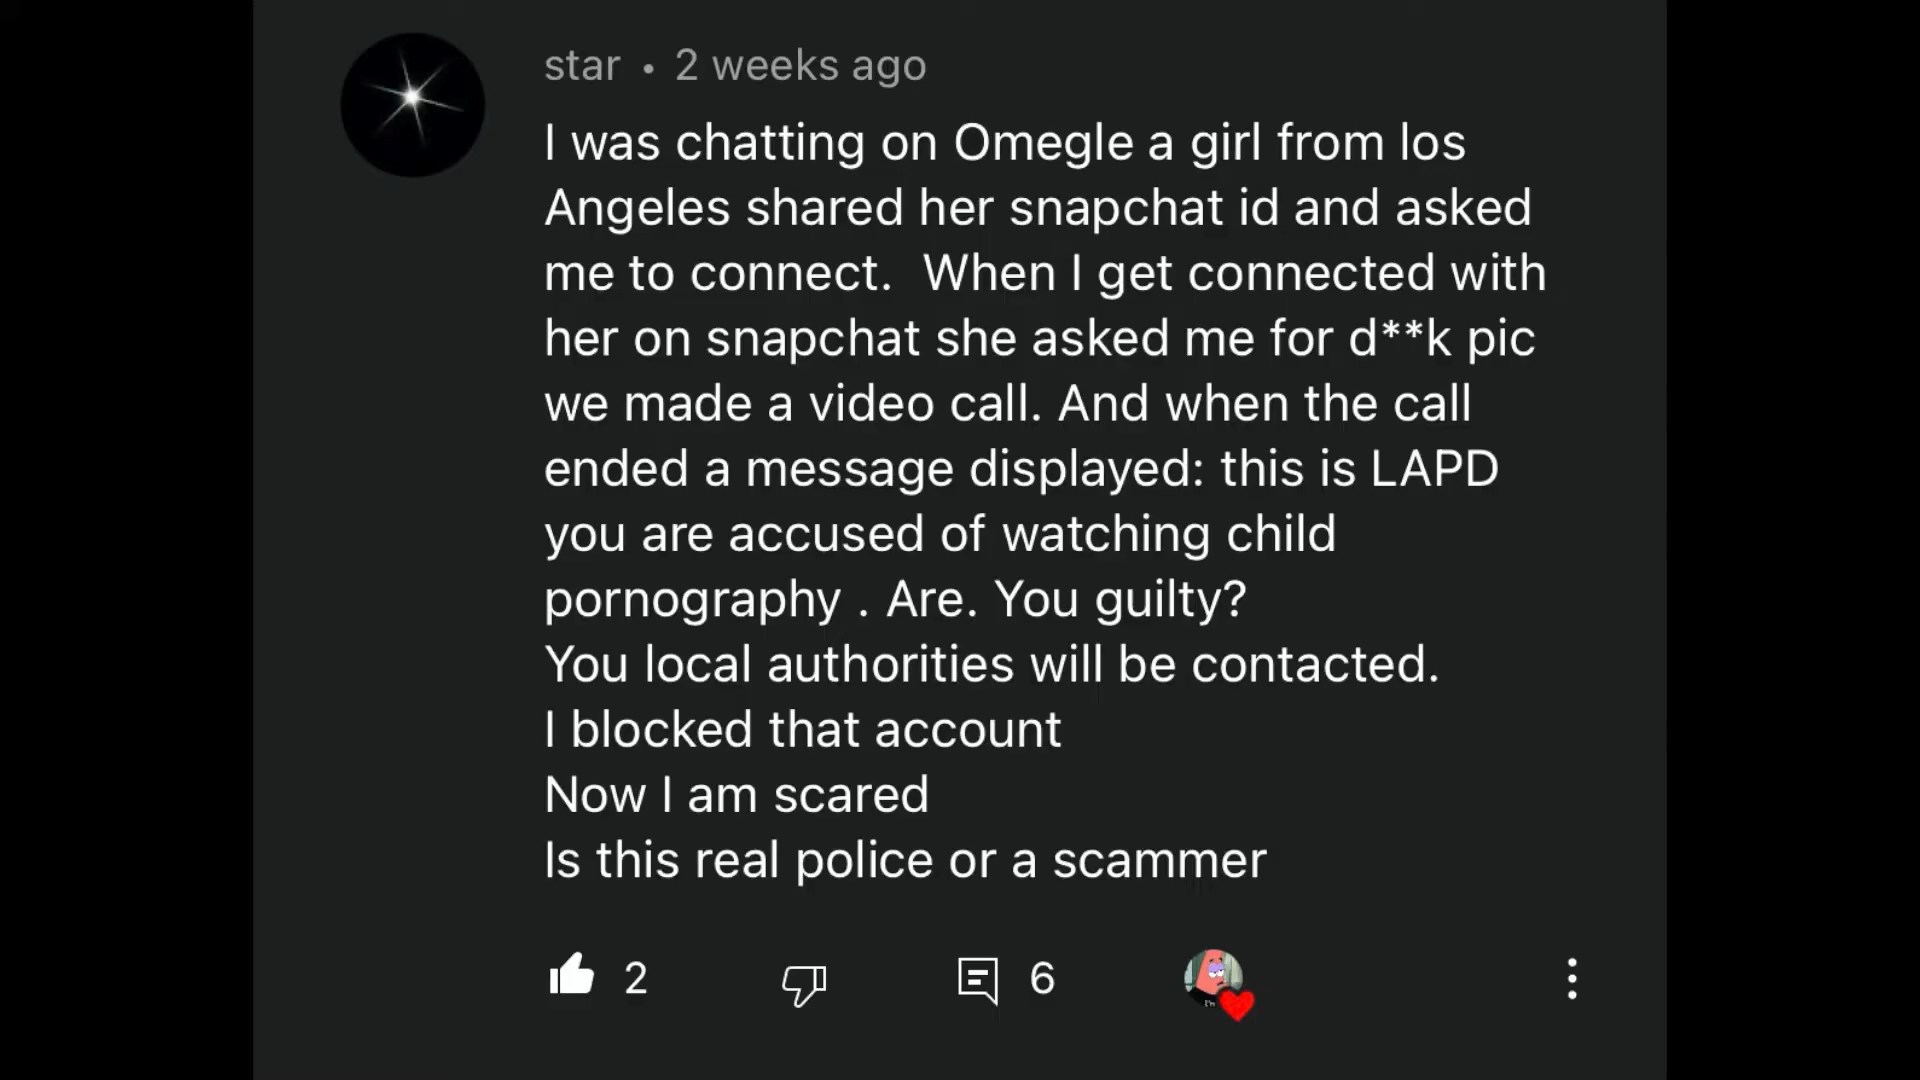 star • 2 weeks ago
I was chatting on Omegle a girl from los
Angeles shared her snapchat id and asked
me to connect.  When I get connected with
her on snapchat she asked me for d**k pic
we made a video call. And when the call
ended a message displayed: this is LAPD
you are accused of watching child
pornography . Are. You guilty?
You local authorities will be contacted.
I blocked that account
Now I am scared
Is this real police or a scammer
2 6